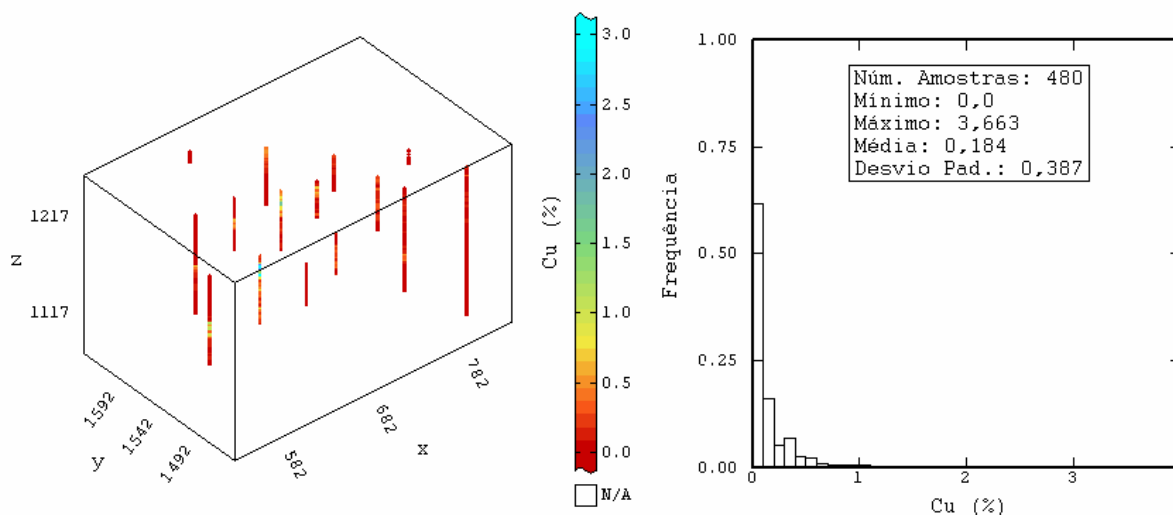 z
1217
1117
1592
1542
1492
y
582
682
782
x
Cu (%)
3.0
2.5
2.0
1.5
1.0
0.5
0.0
N/A
Frequência
1.00
0.75
0.50
0.25
0.00
Núm. Amostras: 480
Mínimo: 0,0
Máximo: 3,663
Média: 0,184
Desvio Pad.: 0,387
0
1
2
3
Cu (%)